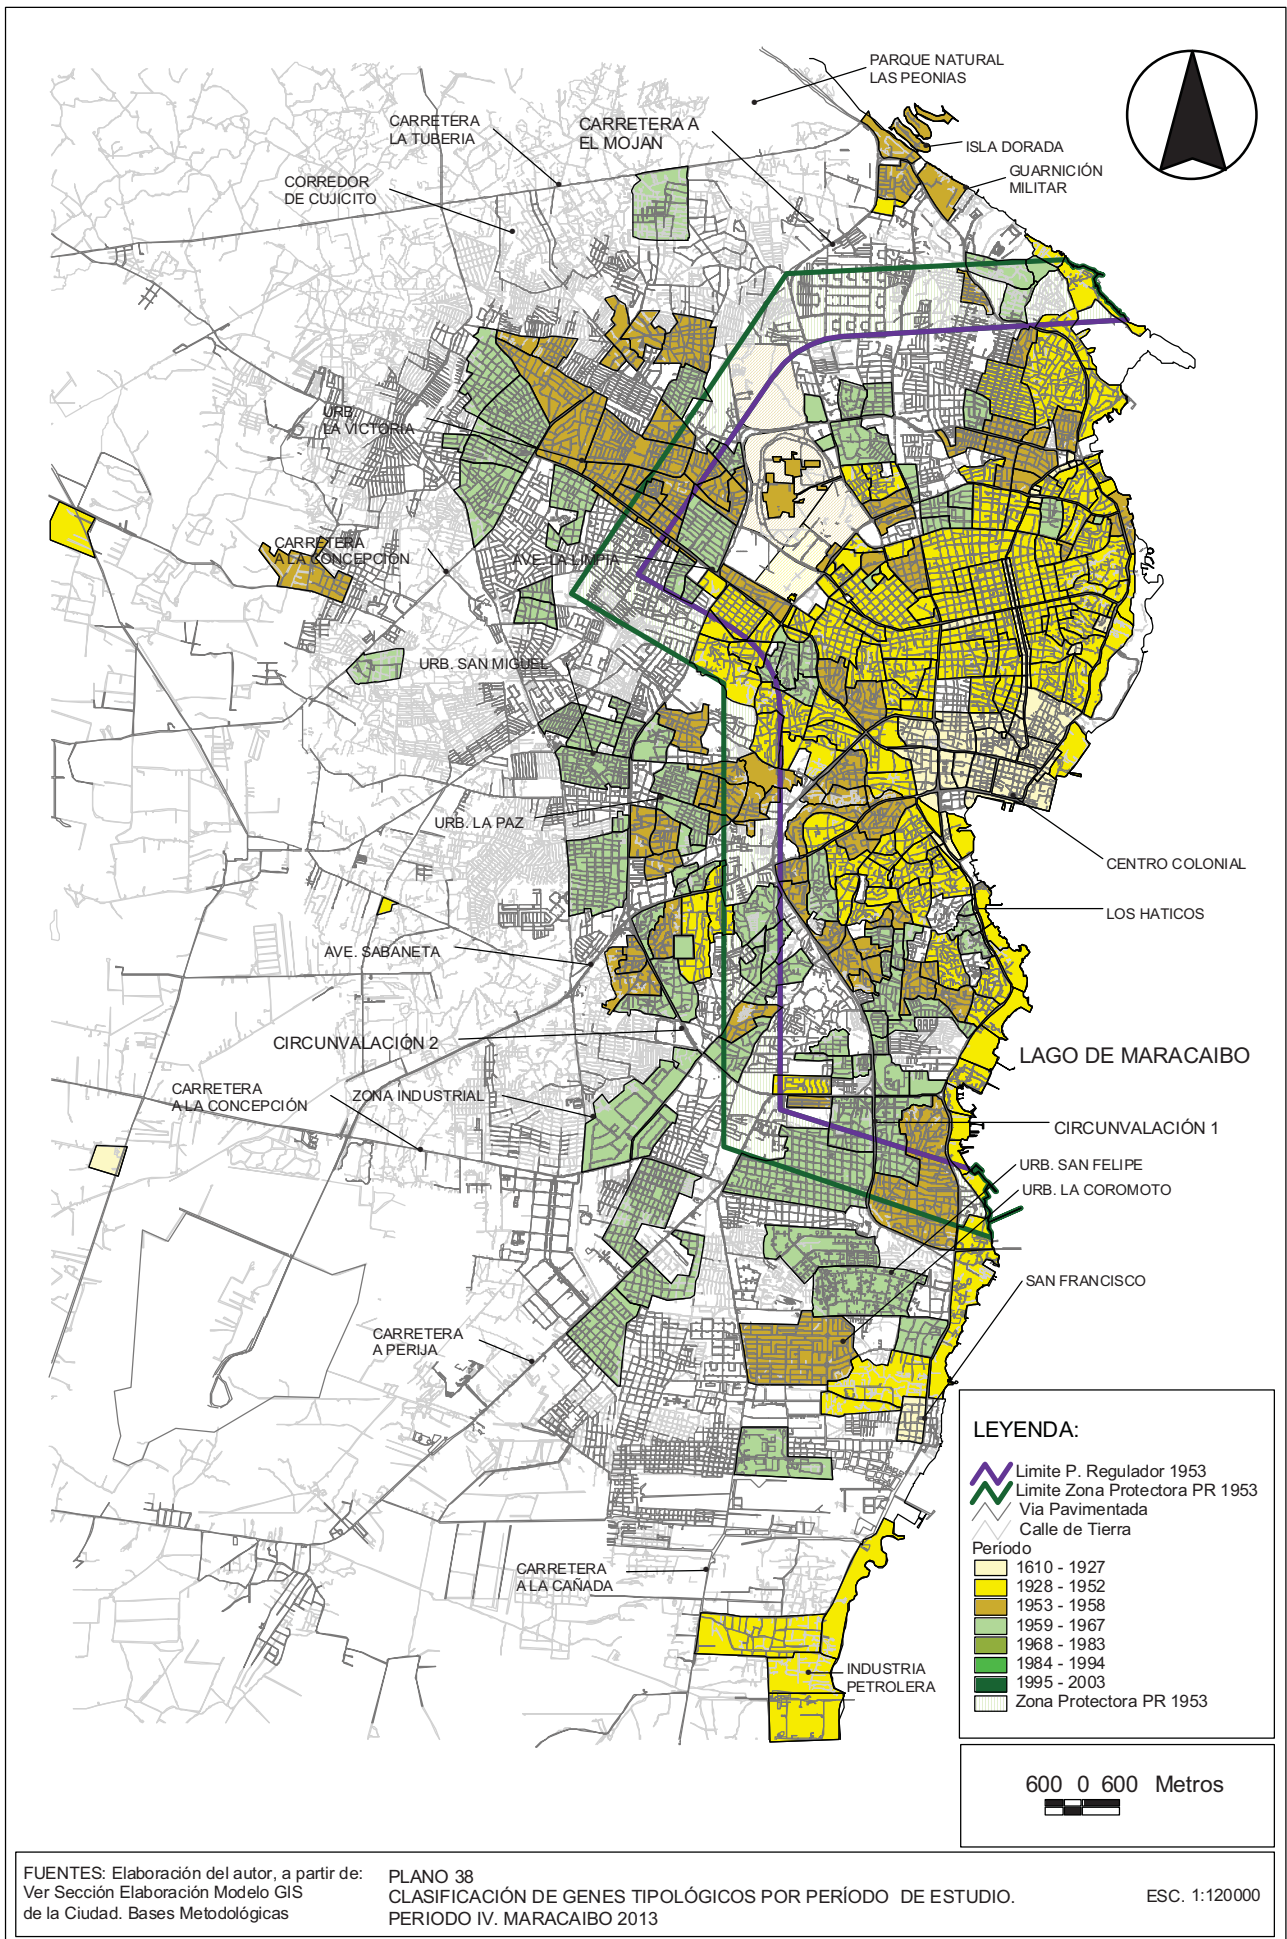 PARQUE NATURAL
LAS PEONIAS
CARRETERA
LA TUBERIA
CARRETERA A
EL MOJAN
ISLA DORADA
GUARNICIÓN
MILITAR
CORREDOR
DE CUJÍCITO
URB.
LA VICTORIA
CARRETERA
A LA CONCEPCIÓN
AVE. LA LIMPIA
URB. SAN MIGUEL
URB. LA PAZ
CENTRO COLONIAL
LOS HATICOS
AVE. SABANETA
CIRCUNVALACIÓN 2
LAGO DE MARACAIBO
CARRETERA
A LA CONCEPCIÓN
ZONA INDUSTRIAL
CIRCUNVALACIÓN 1
URB. SAN FELIPE
URB. LA COROMOTO
SAN FRANCISCO
CARRETERA
A PERIJA
CARRETERA
A LA CAÑADA
INDUSTRIA
PETROLERA
LEYENDA:
Limite P. Regulador 1953
Limite Zona Protectora PR 1953
Via Pavimentada
Calle de Tierra
Período
1610 - 1927
1928 - 1952
1953 - 1958
1959 - 1967
1968 - 1983
1984 - 1994
1995 - 2003
Zona Protectora PR 1953
600 0 600 Metros
FUENTES: Elaboración del autor, a partir de:
Ver Sección Elaboración Modelo GIS
de la Ciudad. Bases Metodológicas
PLANO 38
CLASIFICACIÓN DE GENES TIPOLÓGICOS POR PERÍODO DE ESTUDIO.
PERIODO IV. MARACAIBO 2013
ESC. 1:120000